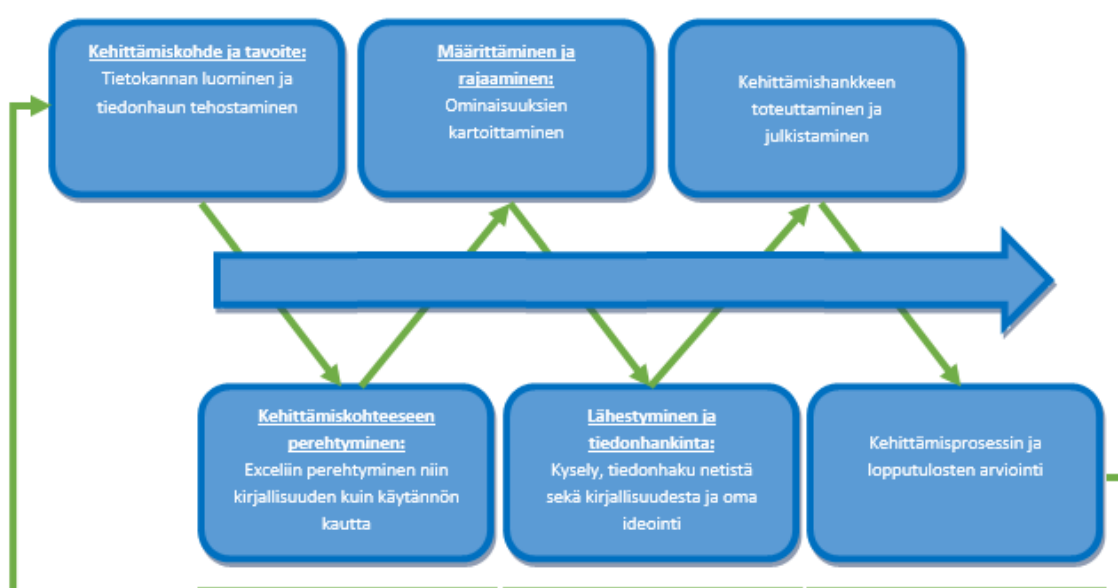 Kehittämiskohde ja tavoite:
Tietokannan luominen ja
tiedonhaun tehostaminen
Määrittäminen ja
rajaaminen:
Ominaisuuksien
kartoittaminen
Kehittämishankkeen
toteuttaminen ja
julkistaminen
Kehittämiskohteeseen
perehtyminen:
Exceliin perehtyminen niin
kirjallisuuden kuin käytännön
kautta
Lähestyminen ja
tiedonhankinta:
Kysely, tiedonhaku netistä
sekä kirjallisuudesta ja oma
ideointi
Kehittämisprosessin ja
lopputulosten arviointi